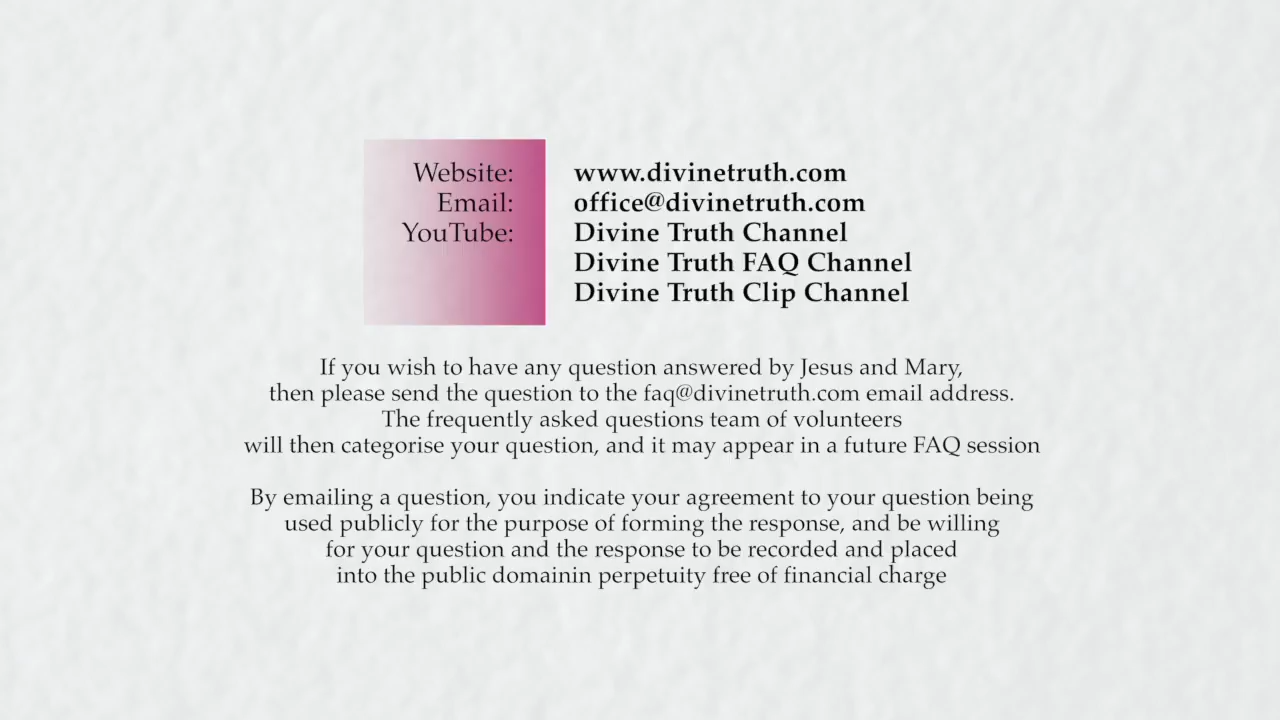 Website: www.divinetruth.com
Email: office@divinetruth.com
YouTube: Divine Truth Channel
Divine Truth FAQ Channel
Divine Truth Clip Channel
If you wish to have any question answered by Jesus and Mary,
then please send the question to the faq@divinetruth.com email address.
The frequently asked questions team of volunteers
will then categorise your question, and it may appear in a future FAQ session
By emailing a question, you indicate your agreement to your question being
used publicly for the purpose of forming the response, and be willing
for your question and the response to be recorded and placed
into the public domainin perpetuity free of financial charge